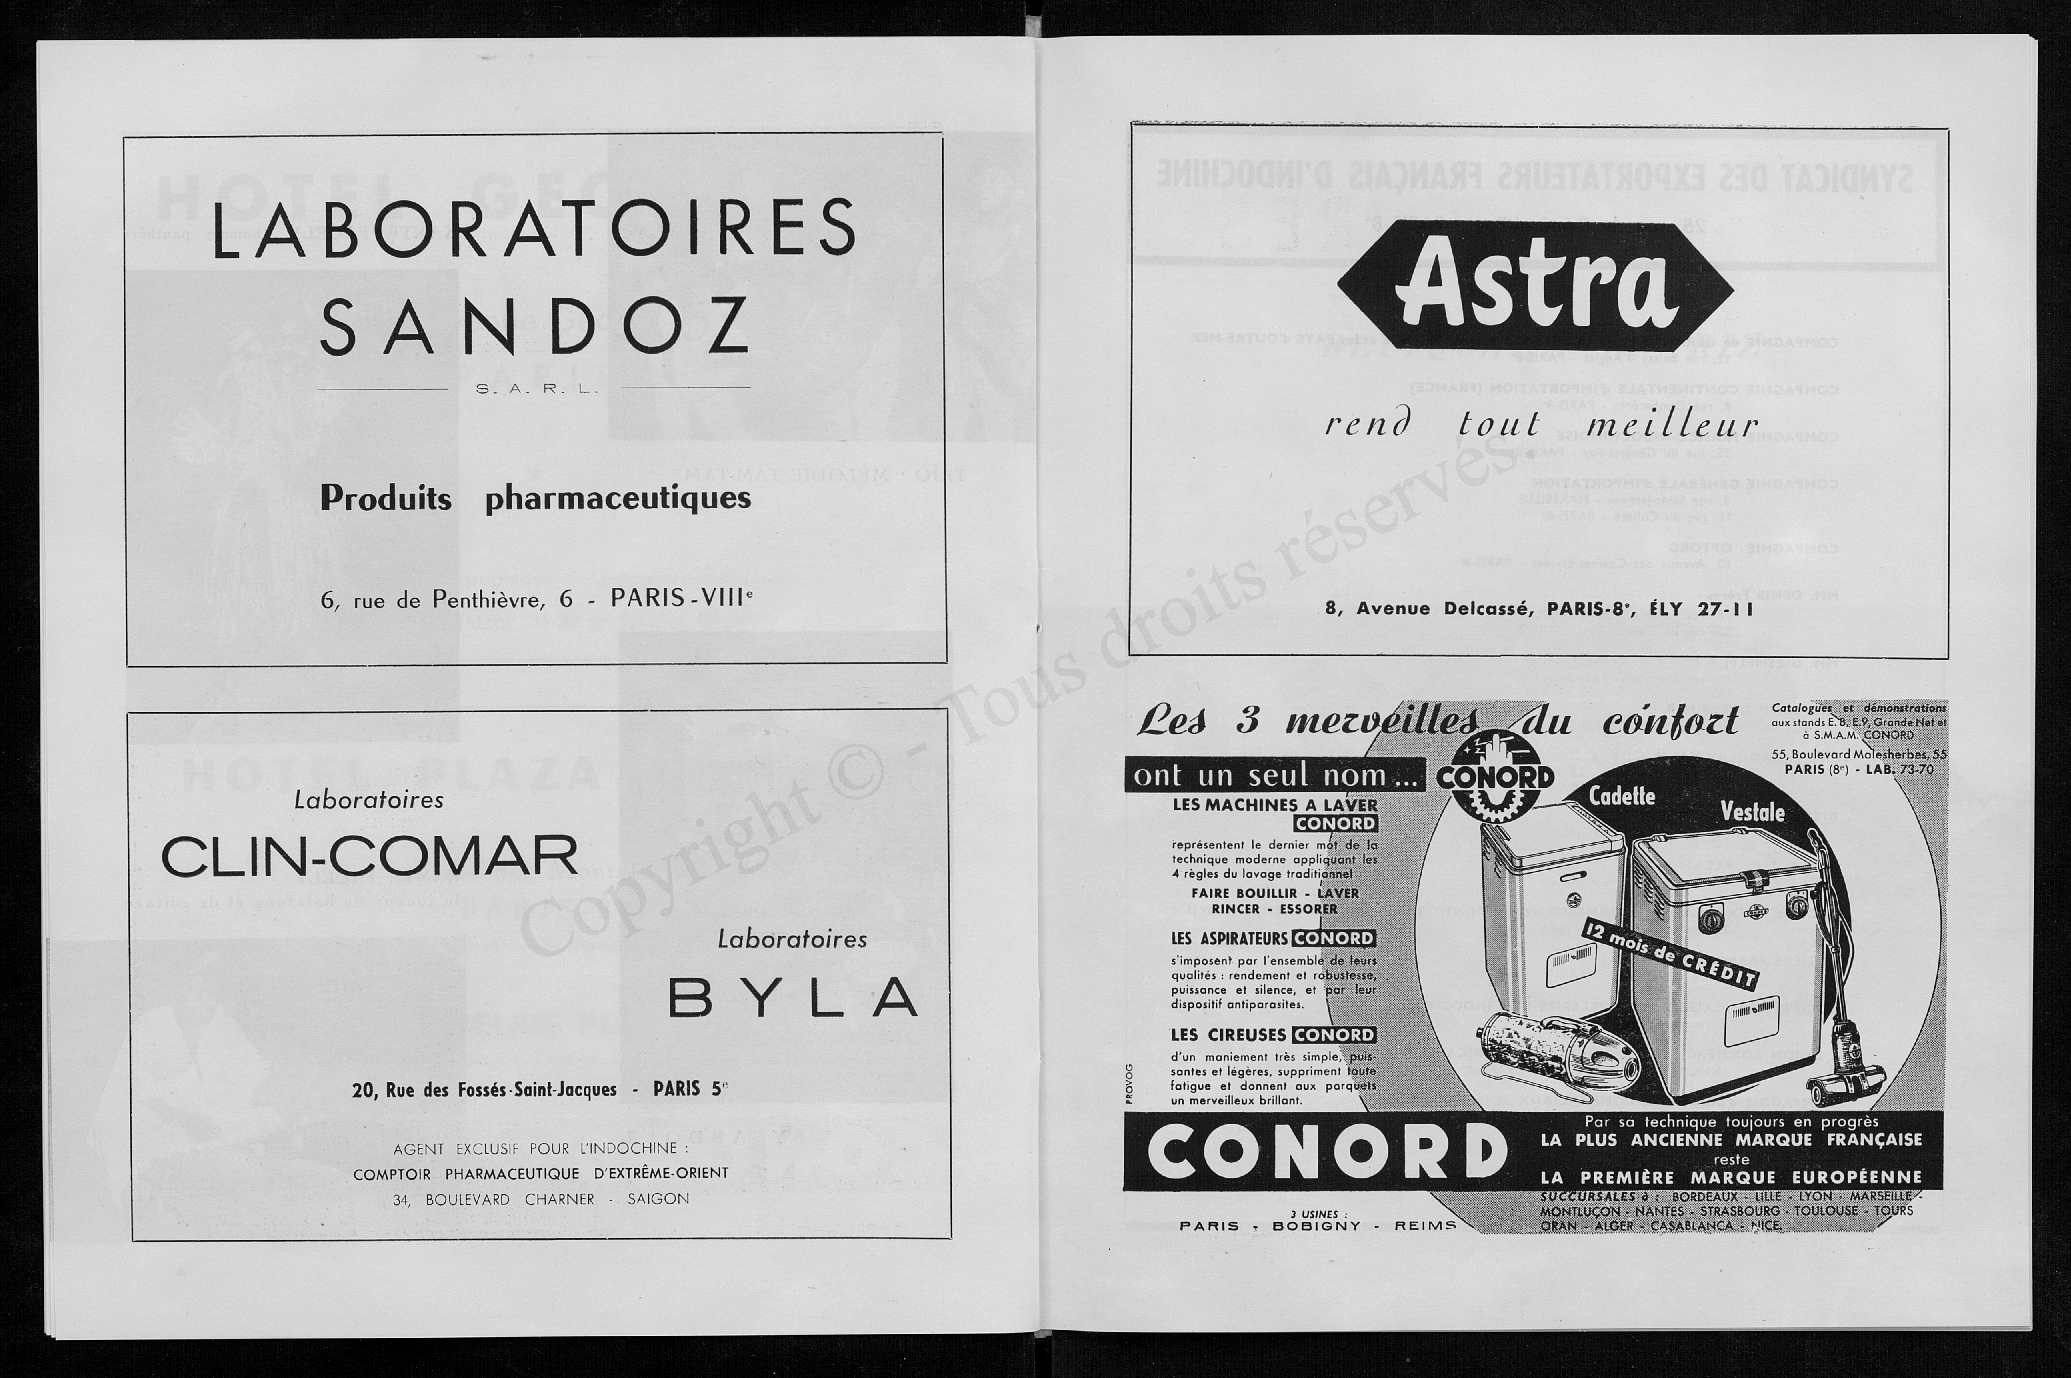 LABORATOIRES
SANDOZ
S. A. R. L.
Produits pharmaceutiques
6, rue de Penthièvre, 6 - PARIS-VIIIe
Laboratoires
CLIN-COMAR
Laboratoires
BYLA
20, Rue des Fossés-Saint-Jacques - PARIS 5e
AGENT EXCLUSIF POUR L'INDOCHINE :
COMPTOIR PHARMACEUTIQUE D'EXTRÊME-ORIENT
34, BOULEVARD CHARNER - SAIGON
Copyright © - Tous droits réservés.
Astra
rend tout meilleur
8, Avenue Delcassé, PARIS-8e, ÉLY 27-11
Les 3 merveilles du confort
Catalogues et démonstrations
aux stands E.8, E.9, Grande Nef et
à S.M.A.M. CONORD
55, Boulevard Malesherbes, 55
PARIS (8e) - LAB. 73-70
ont un seul nom...
CONORD
Cadette
Vestale
LES MACHINES A LAVER
CONORD
représentent le dernier mot de la
technique moderne appliquant les
4 règles du lavage traditionnel
FAIRE BOUILLIR - LAVER
RINCER - ESSORER
LES ASPIRATEURS CONORD
s'imposent par l'ensemble de leurs
qualités : rendement et robustesse,
puissance et silence, et par leur
dispositif antiparasites.
12 mois de CRÉDIT
LES CIREUSES CONORD
d'un maniement très simple, puis-
santes et légères, suppriment toute
fatigue et donnent aux parquets
un merveilleux brillant.
PROVOG
CONORD
Par sa technique toujours en progrès
LA PLUS ANCIENNE MARQUE FRANÇAISE
reste
LA PREMIÈRE MARQUE EUROPÉENNE
3 USINES :
PARIS - BOBIGNY - REIMS
SUCCURSALES à : BORDEAUX - LILLE - LYON - MARSEILLE -
MONTLUÇON - NANTES - STRASBOURG - TOULOUSE - TOURS
ORAN - ALGER - CASABLANCA - NICE.